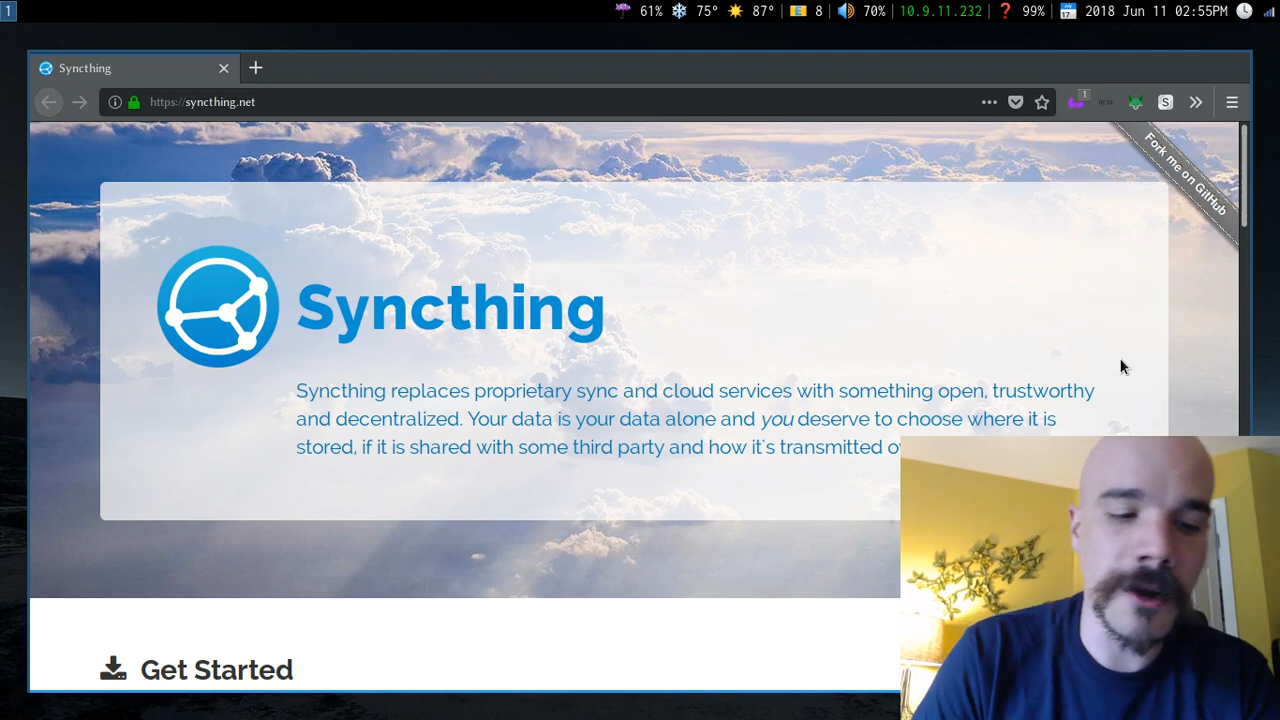 1
61% 75° 87° 8 70% 10.9.11.232 99% 2018 Jun 11 02:55PM
Syncthing
https://syncthing.net
1
S
Fork me on GitHub
Syncthing
Syncthing replaces proprietary sync and cloud services with something open, trustworthy
and decentralized. Your data is your data alone and you deserve to choose where it is
stored, if it is shared with some third party and how it's transmitted
Get Started